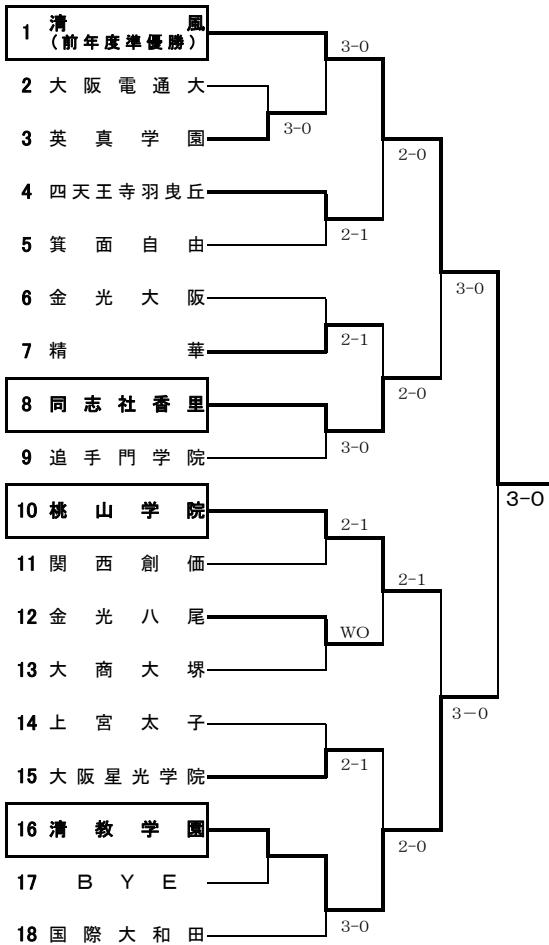 1 清風
(前年度準優勝)
3-0
2 大阪電通大
3-0
3 英真学園
2-0
4 四天王寺羽曳丘
2-1
5 箕面自由
3-0
6 金光大阪
2-1
7 精華
2-0
8 同志社香里
3-0
9 追手門学院
3-0
10 桃山学院
2-1
11 関西創価
2-1
12 金光八尾
WO
13 大商大堺
3-0
14 上宮太子
2-1
15 大阪星光学院
16 清教学園
2-0
17 BYE
3-0
18 国際大和田